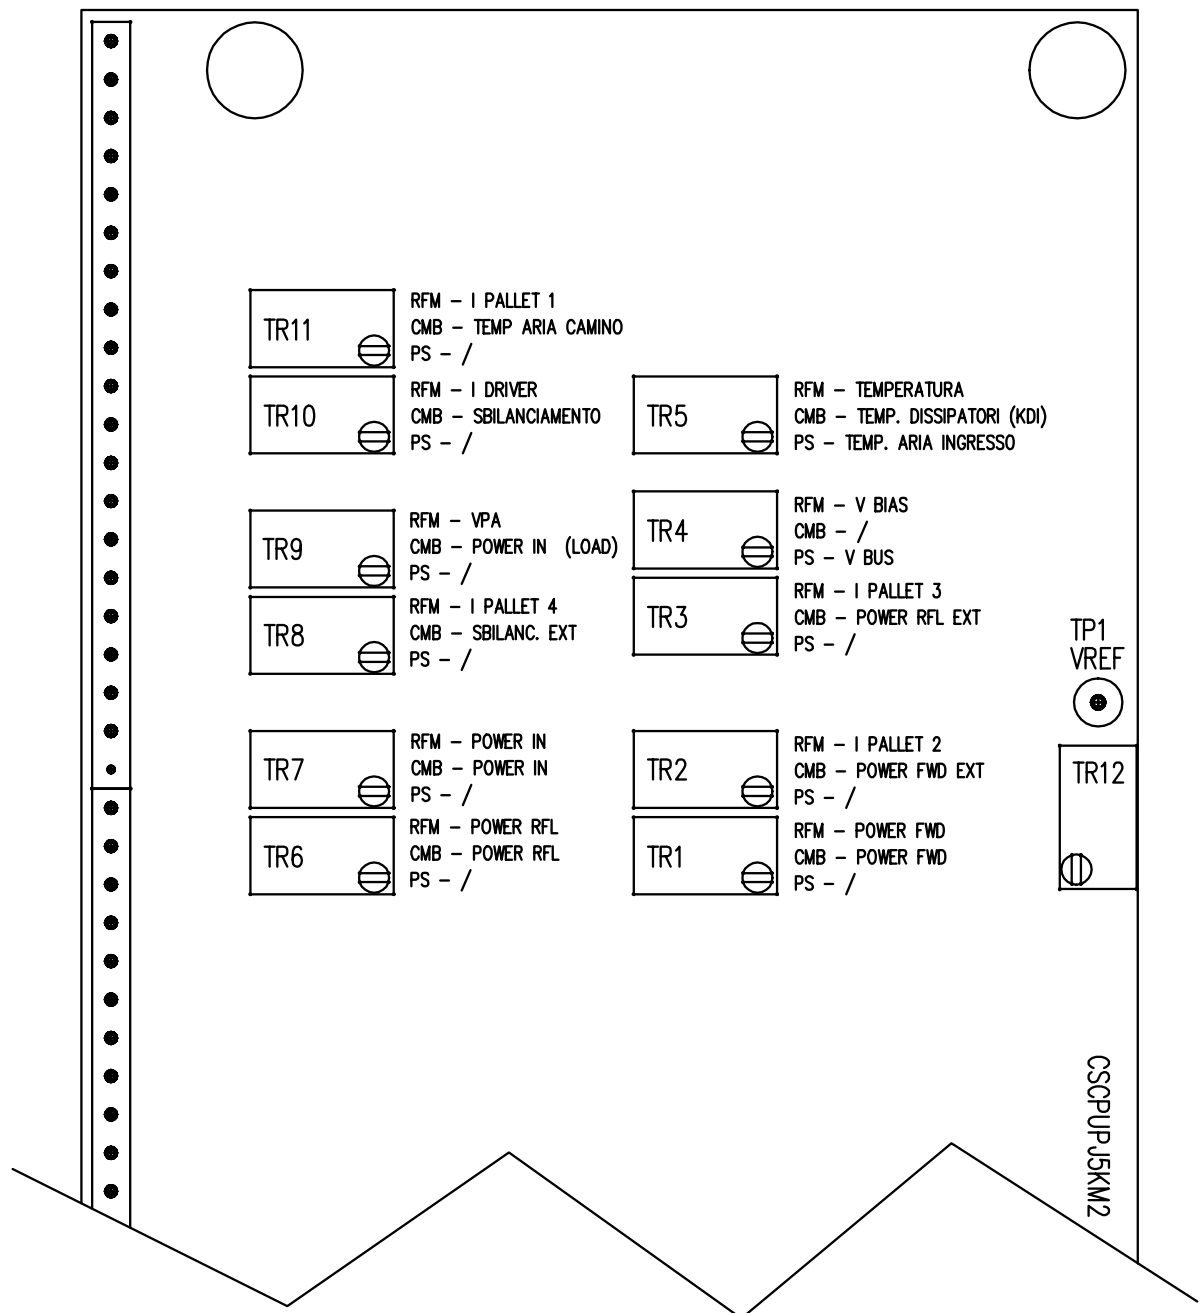 TR11
RFM – I PALLET 1
CMB – TEMP ARIA CAMINO
PS – /
TR10
RFM – I DRIVER
CMB – SBILANCIAMENTO
PS – /
TR5
RFM – TEMPERATURA
CMB – TEMP. DISSIPATORI (KDI)
PS – TEMP. ARIA INGRESSO
TR9
RFM – VPA
CMB – POWER IN (LOAD)
PS – /
TR4
RFM – V BIAS
CMB – /
PS – V BUS
TR8
RFM – I PALLET 4
CMB – SBILANC. EXT
PS – /
TR3
RFM – I PALLET 3
CMB – POWER RFL EXT
PS – /
TP1
VREF
TR7
RFM – POWER IN
CMB – POWER IN
PS – /
TR2
RFM – I PALLET 2
CMB – POWER FWD EXT
PS – /
TR12
TR6
RFM – POWER RFL
CMB – POWER RFL
PS – /
TR1
RFM – POWER FWD
CMB – POWER FWD
PS – /
CSCPUPJ5KM2